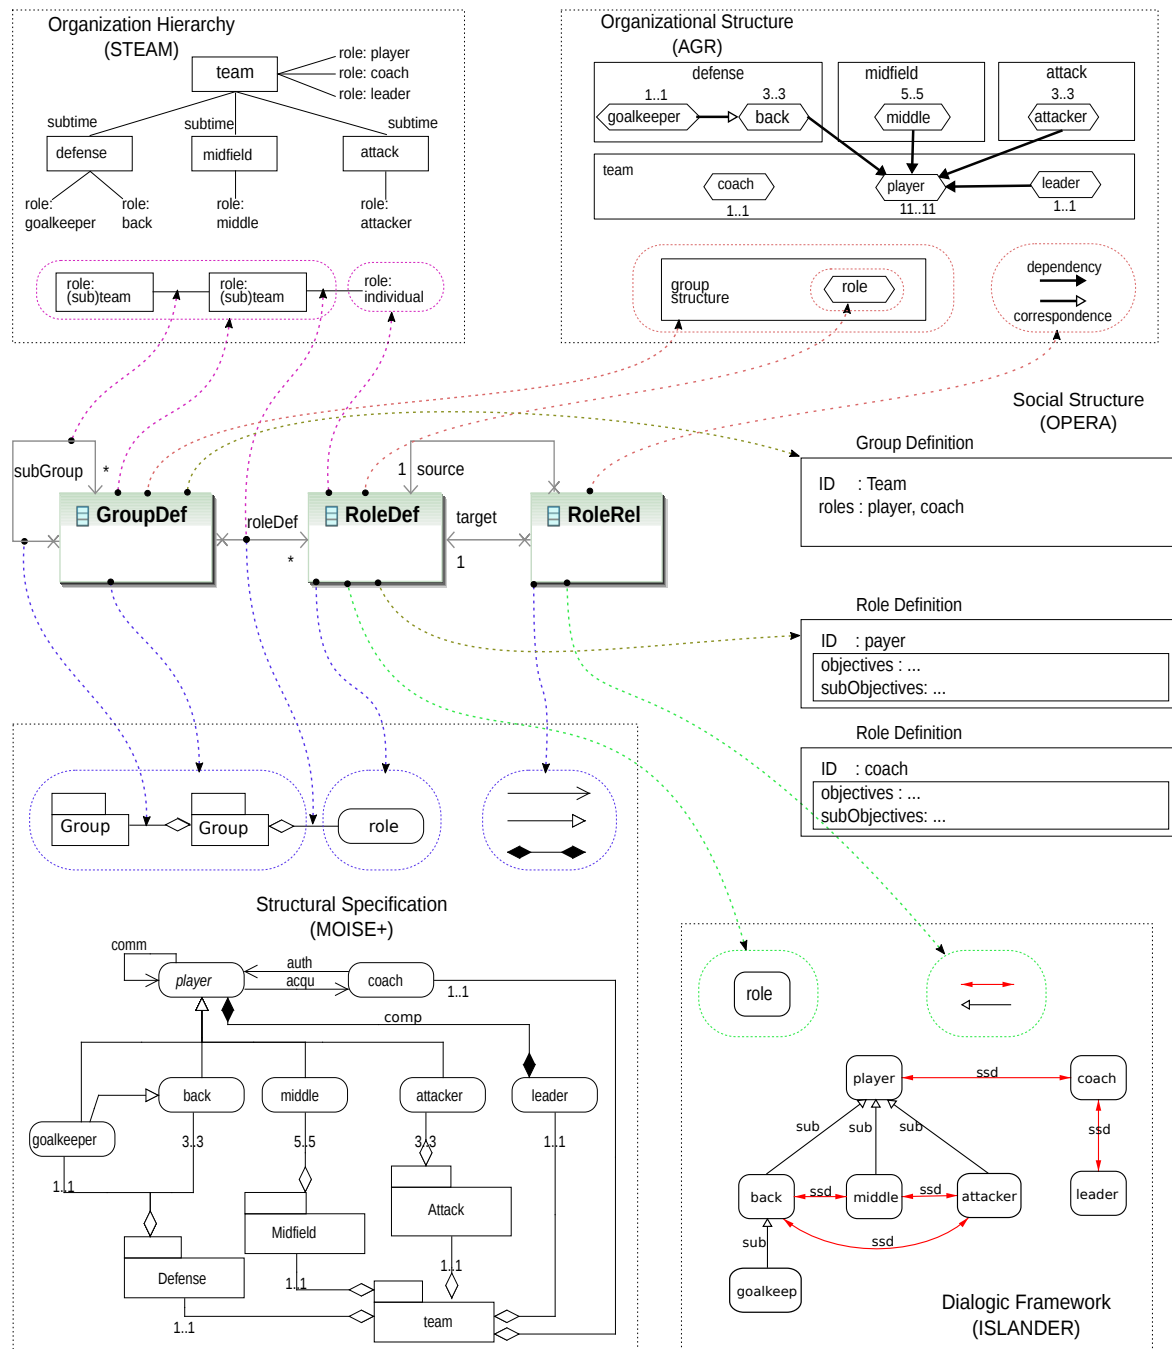 Organization Hierarchy
(STEAM)
team
role: player
role: coach
role: leader
subtime
subtime
subtime
defense
midfield
attack
role:
goalkeeper
role:
back
role:
middle
role:
attacker
role:
(sub)team
role:
(sub)team
role:
individual
Organizational Structure
(AGR)
defense
midfield
attack
1..1
3..3
5..5
3..3
goalkeeper
back
middle
attacker
team
coach
player
leader
1..1
11..11
1..1
group
structure
role
dependency
correspondence
Social Structure
(OPERA)
Group Definition
ID : Team
roles : player, coach
subGroup
*
1
source
GroupDef
roleDef
*
RoleDef
target
1
RoleRel
Role Definition
ID : payer
objectives : ...
subObjectives: ...
Role Definition
ID : coach
objectives : ...
subObjectives: ...
Group
Group
role
Structural Specification
(MOISE+)
comm
player
auth
acqu
coach
1..1
comp
back
middle
attacker
leader
goalkeeper
3..3
5..5
3..3
1..1
1..1
Attack
Midfield
Defense
1..1
1..1
1..1
team
role
player
ssd
coach
sub
sub
sub
ssd
back
ssd
middle
ssd
attacker
leader
sub
ssd
goalkeep
Dialogic Framework
(ISLANDER)